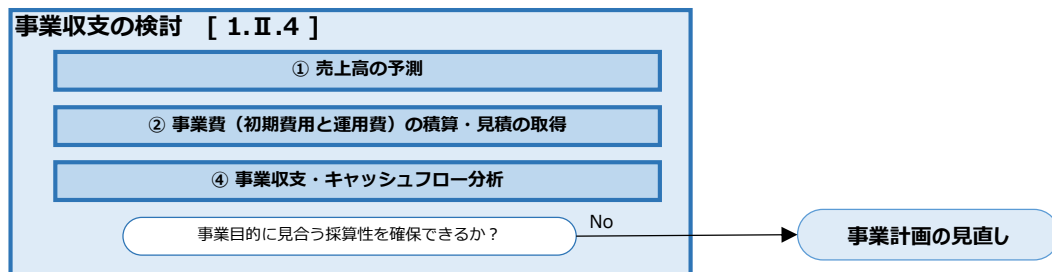 事業収支の検討 [ 1.Ⅱ.4 ]
① 売上高の予測
② 事業費（初期費用と運用費）の積算・見積の取得
④ 事業収支・キャッシュフロー分析
事業目的に見合う採算性を確保できるか？
No
事業計画の見直し